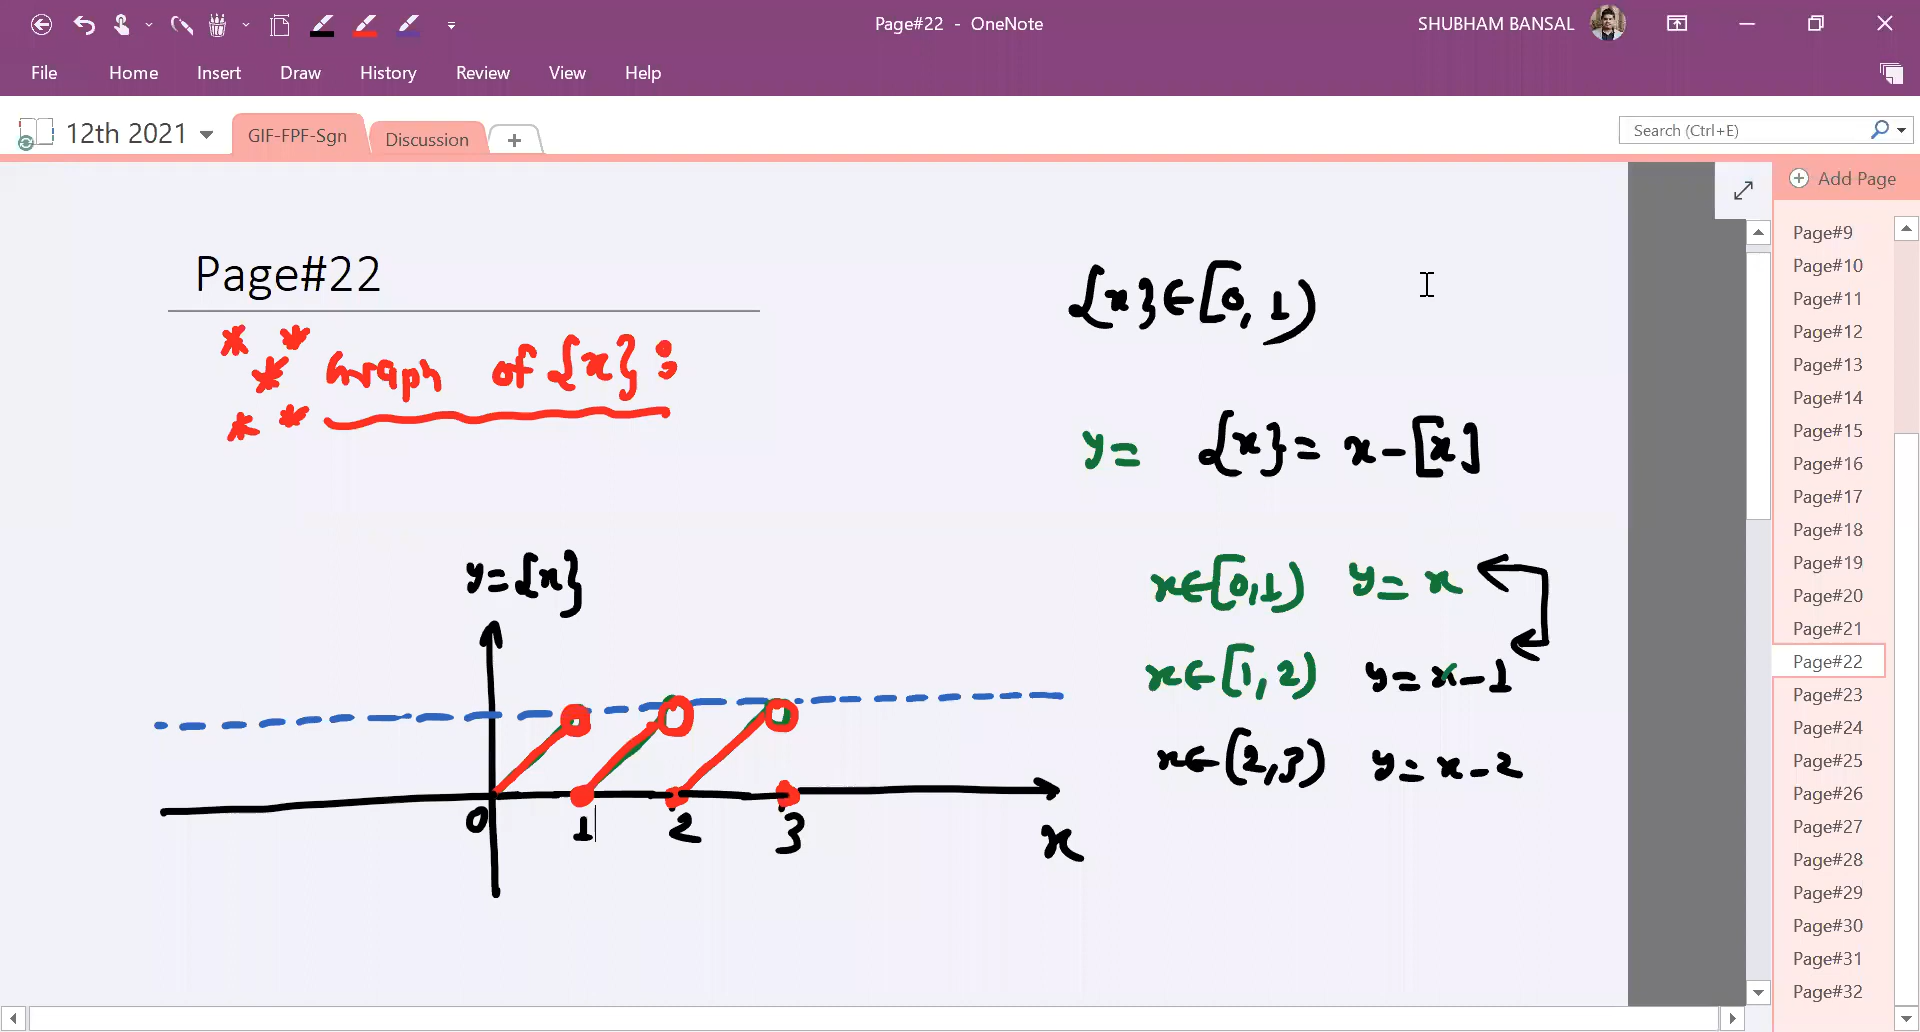 Page#22 - OneNote
SHUBHAM BANSAL
File Home Insert Draw History Review View Help
12th 2021
GIF-FPF-Sgn
Discussion
Search (Ctrl+E)
Add Page
Page#22
Graph of {x} :
{x} ∈ [0, 1)
y = {x} = x - [x]
y = {x}
x ∈ [0, 1) y = x
x ∈ [1, 2) y = x - 1
x ∈ (2, 3) y = x - 2
0 1 2 3
x
Page#9
Page#10
Page#11
Page#12
Page#13
Page#14
Page#15
Page#16
Page#17
Page#18
Page#19
Page#20
Page#21
Page#22
Page#23
Page#24
Page#25
Page#26
Page#27
Page#28
Page#29
Page#30
Page#31
Page#32